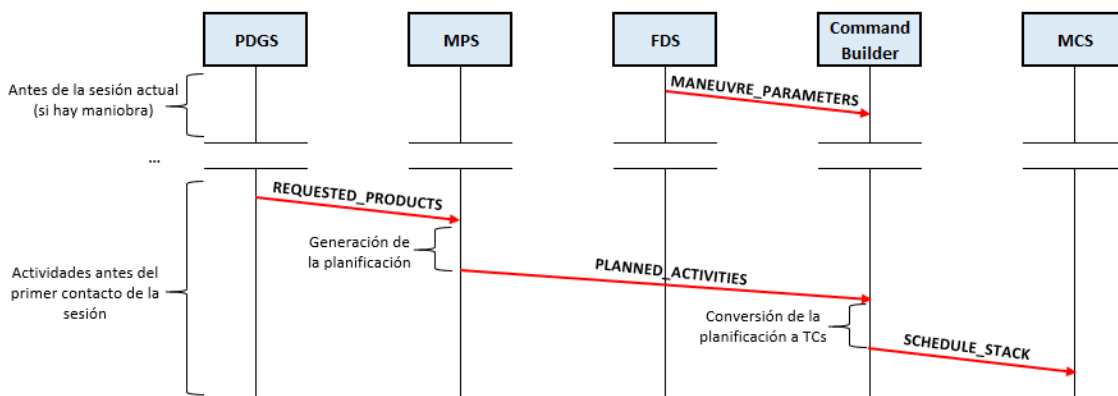 PDGS
MPS
FDS
Command
Builder
MCS
Antes de la sesión actual
(si hay maniobra)
MANEUVRE_PARAMETERS
...
REQUESTED_PRODUCTS
Generación de
la planificación
PLANNED_ACTIVITIES
Actividades antes del
primer contacto de la
sesión
Conversión de la
planificación a TCs
SCHEDULE_STACK